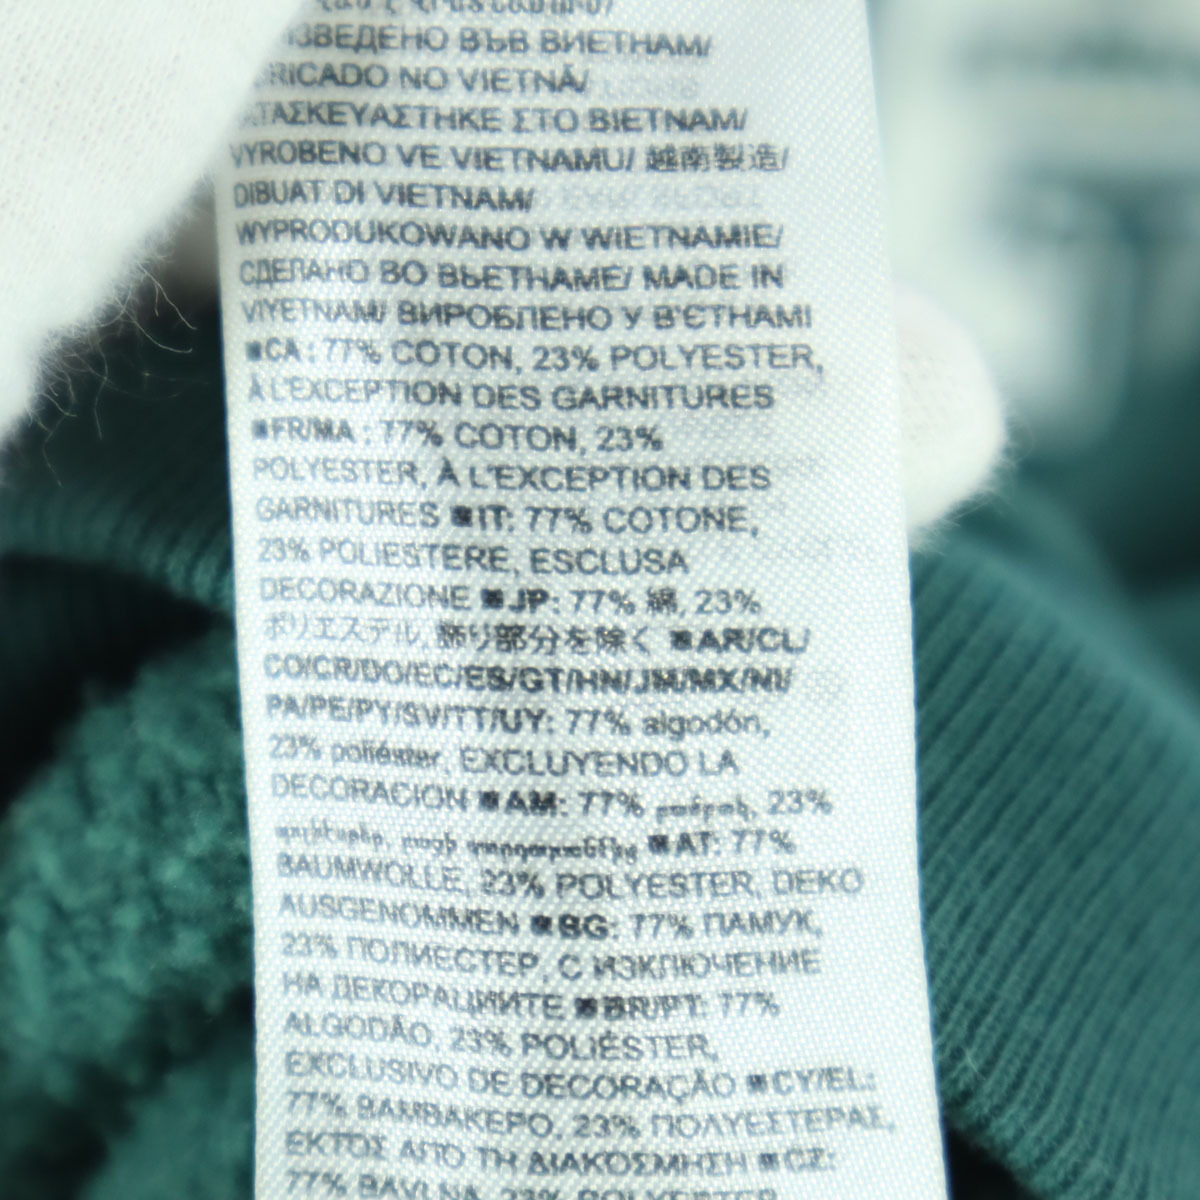 ВЪВ ВИЕТНАМ/
NO VIETNÃ/
ΣΤΟ ΒΙΕΤΝΑΜ/
VYROBENO VE VIETNAMU/ 越南製造/
DIBUAT DI VIETNAM/
WYPRODUKOWANO W WIETNAMIE/
СДЕЛАНО ВО ВЬЕТНАМЕ/ MADE IN
VIYETNAM/ ВИРОБЛЕНО У В'ЄТНАМІ
■CA : 77% COTON, 23% POLYESTER,
À L'EXCEPTION DES GARNITURES
■FR/MA : 77% COTON, 23%
POLYESTER, À L'EXCEPTION DES
GARNITURES ■IT: 77% COTONE,
23% POLIESTERE, ESCLUSA
DECORAZIONE ■JP: 77% 綿, 23%
ポリエステル, 飾り部分を除く ■AR/CL/
CO/CR/DO/EC/ES/GT/HN/JM/MX/NI/
PA/PE/PY/SV/TT/UY: 77% algodón,
23% poliéster, EXCLUYENDO LA
DECORACION ■AM: 77% բամբակ, 23%
■AT: 77%
BAUMWOLLE, 23% POLYESTER, DEKO
AUSGENOMMEN ■BG: 77% ПАМУК,
23% ПОЛИЕСТЕР, С ИЗКЛЮЧЕНИЕ
НА ДЕКОРАЦИИТЕ ■BR/PT: 77%
ALGODÃO, 23% POLIÉSTER,
EXCLUSIVO DE DECORAÇÃO ■CY/EL:
77% ΒΑΜΒΑΚΕΡΟ, 23% ΠΟΛΥΕΣΤΕΡΑΣ,
ΕΚΤΟΣ ΑΠΟ ΤΗ ΔΙΑΚΟΣΜΗΣΗ ■CZ:
77% BAVLNA, 23% POLYESTER